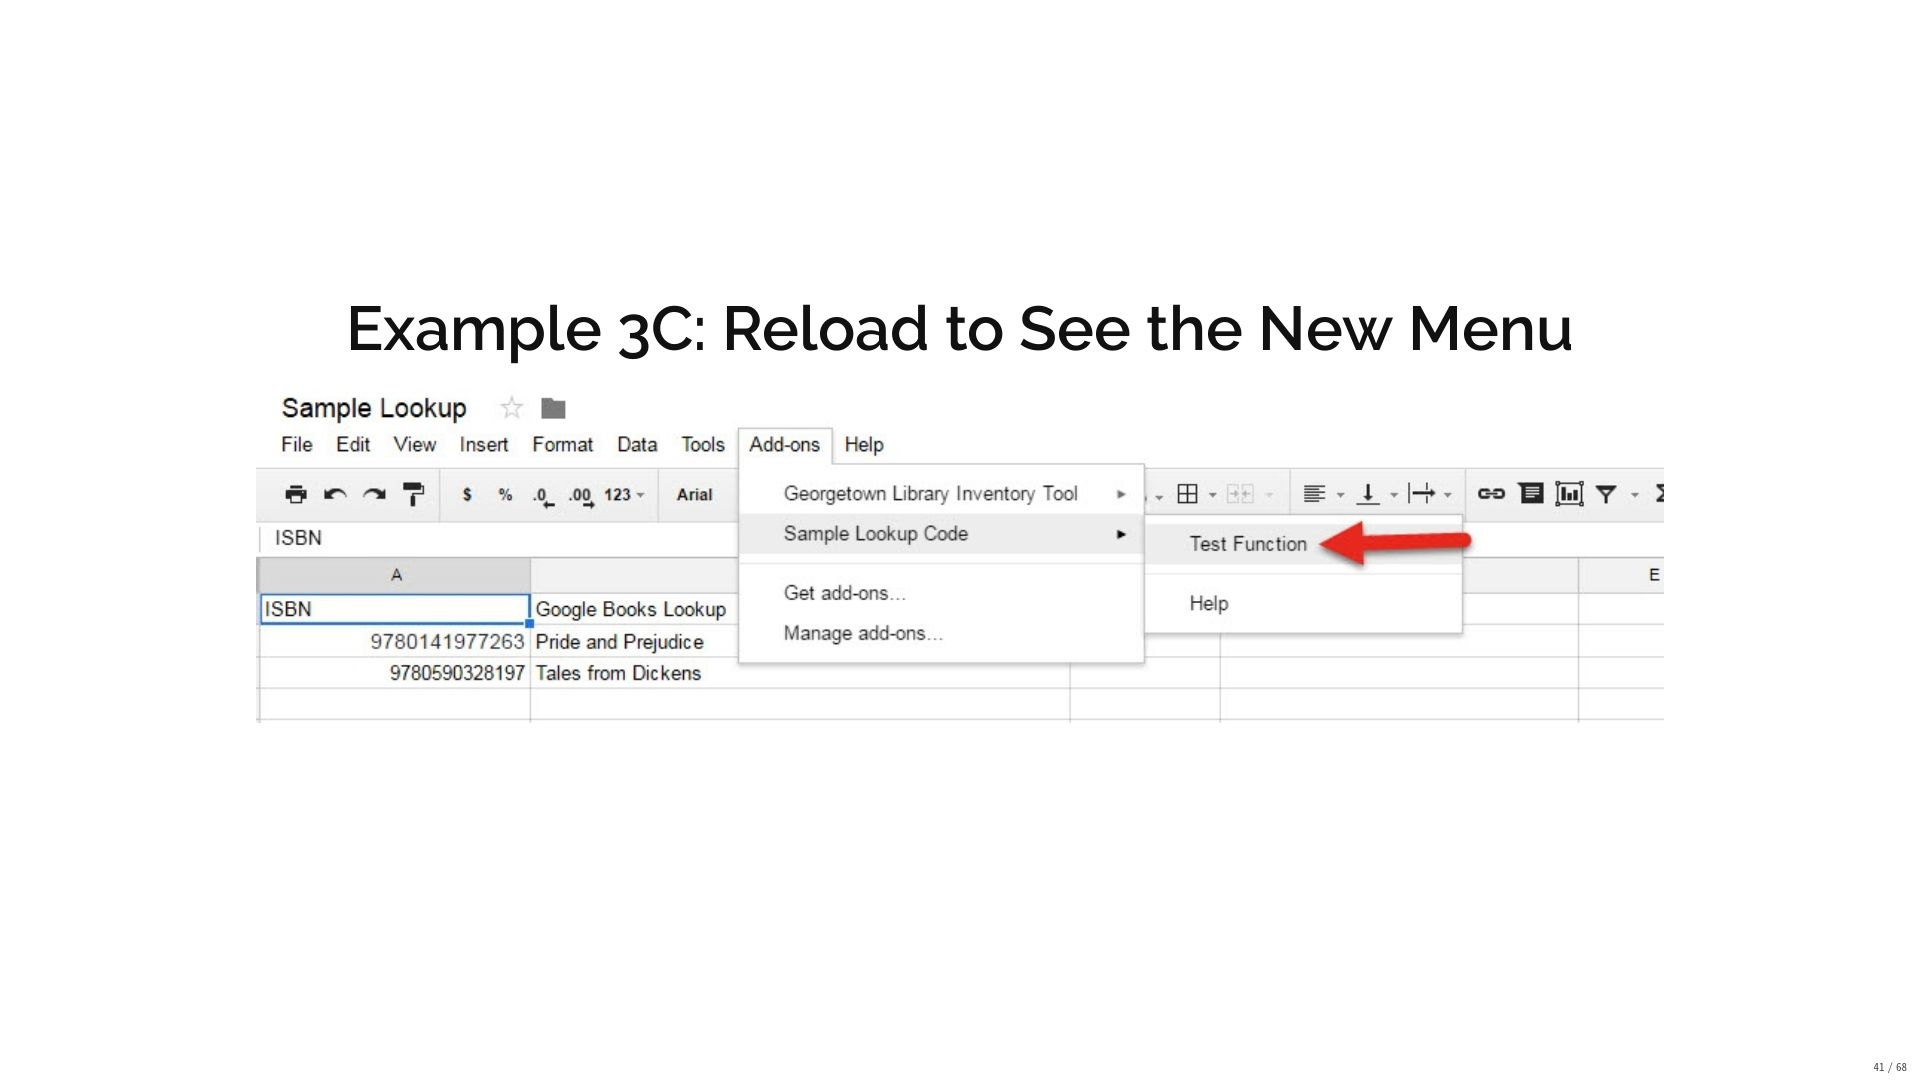 Example 3C: Reload to See the New Menu
Sample Lookup
File Edit View Insert Format Data Tools Add-ons Help
$ % .0 .00 123 Arial
Georgetown Library Inventory Tool
Sample Lookup Code
Test Function
Get add-ons...
Help
Manage add-ons...
ISBN
A E
ISBN Google Books Lookup
9780141977263 Pride and Prejudice
9780590328197 Tales from Dickens
41 / 68